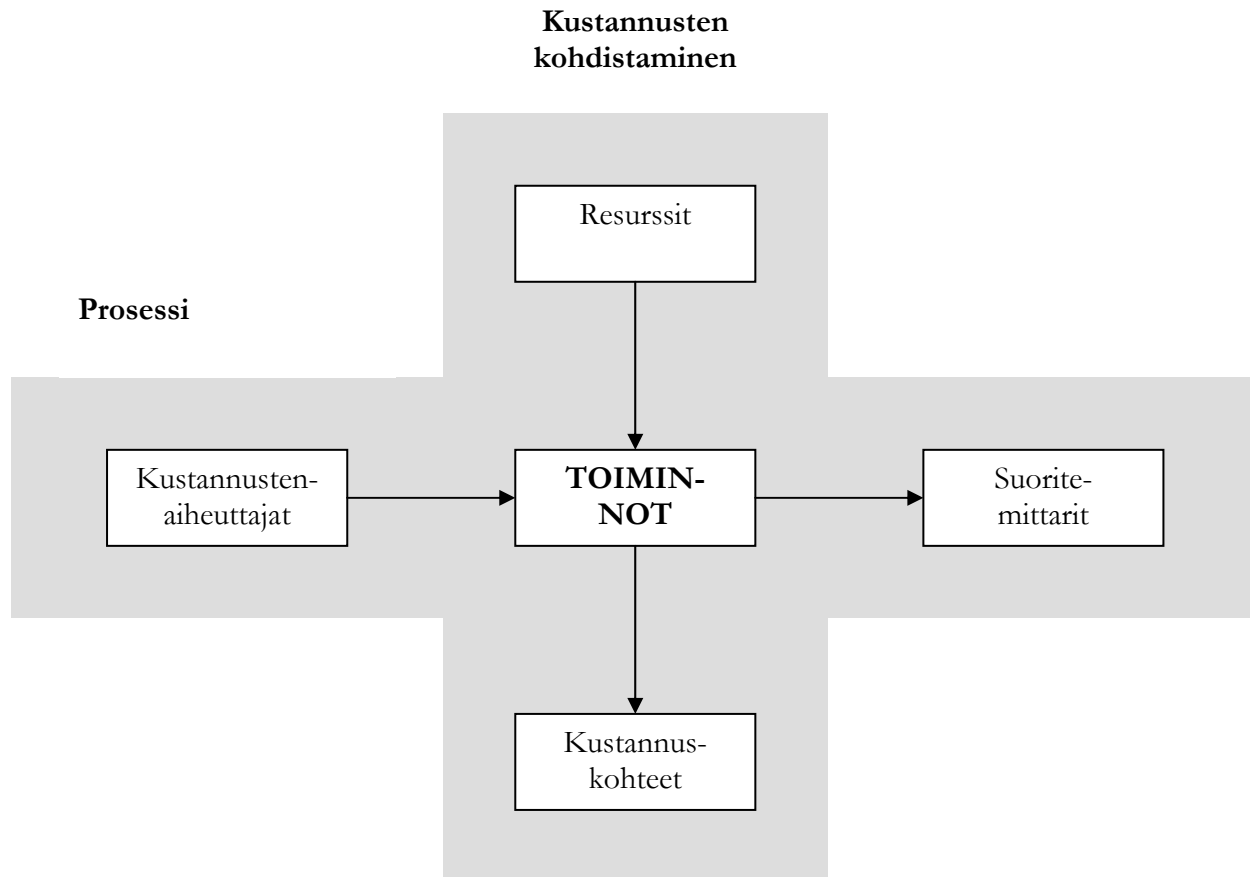 Kustannusten
kohdistaminen
Resurssit
Prosessi
Kustannusten-
aiheuttajat
TOIMIN-
NOT
Suorite-
mittarit
Kustannus-
kohteet